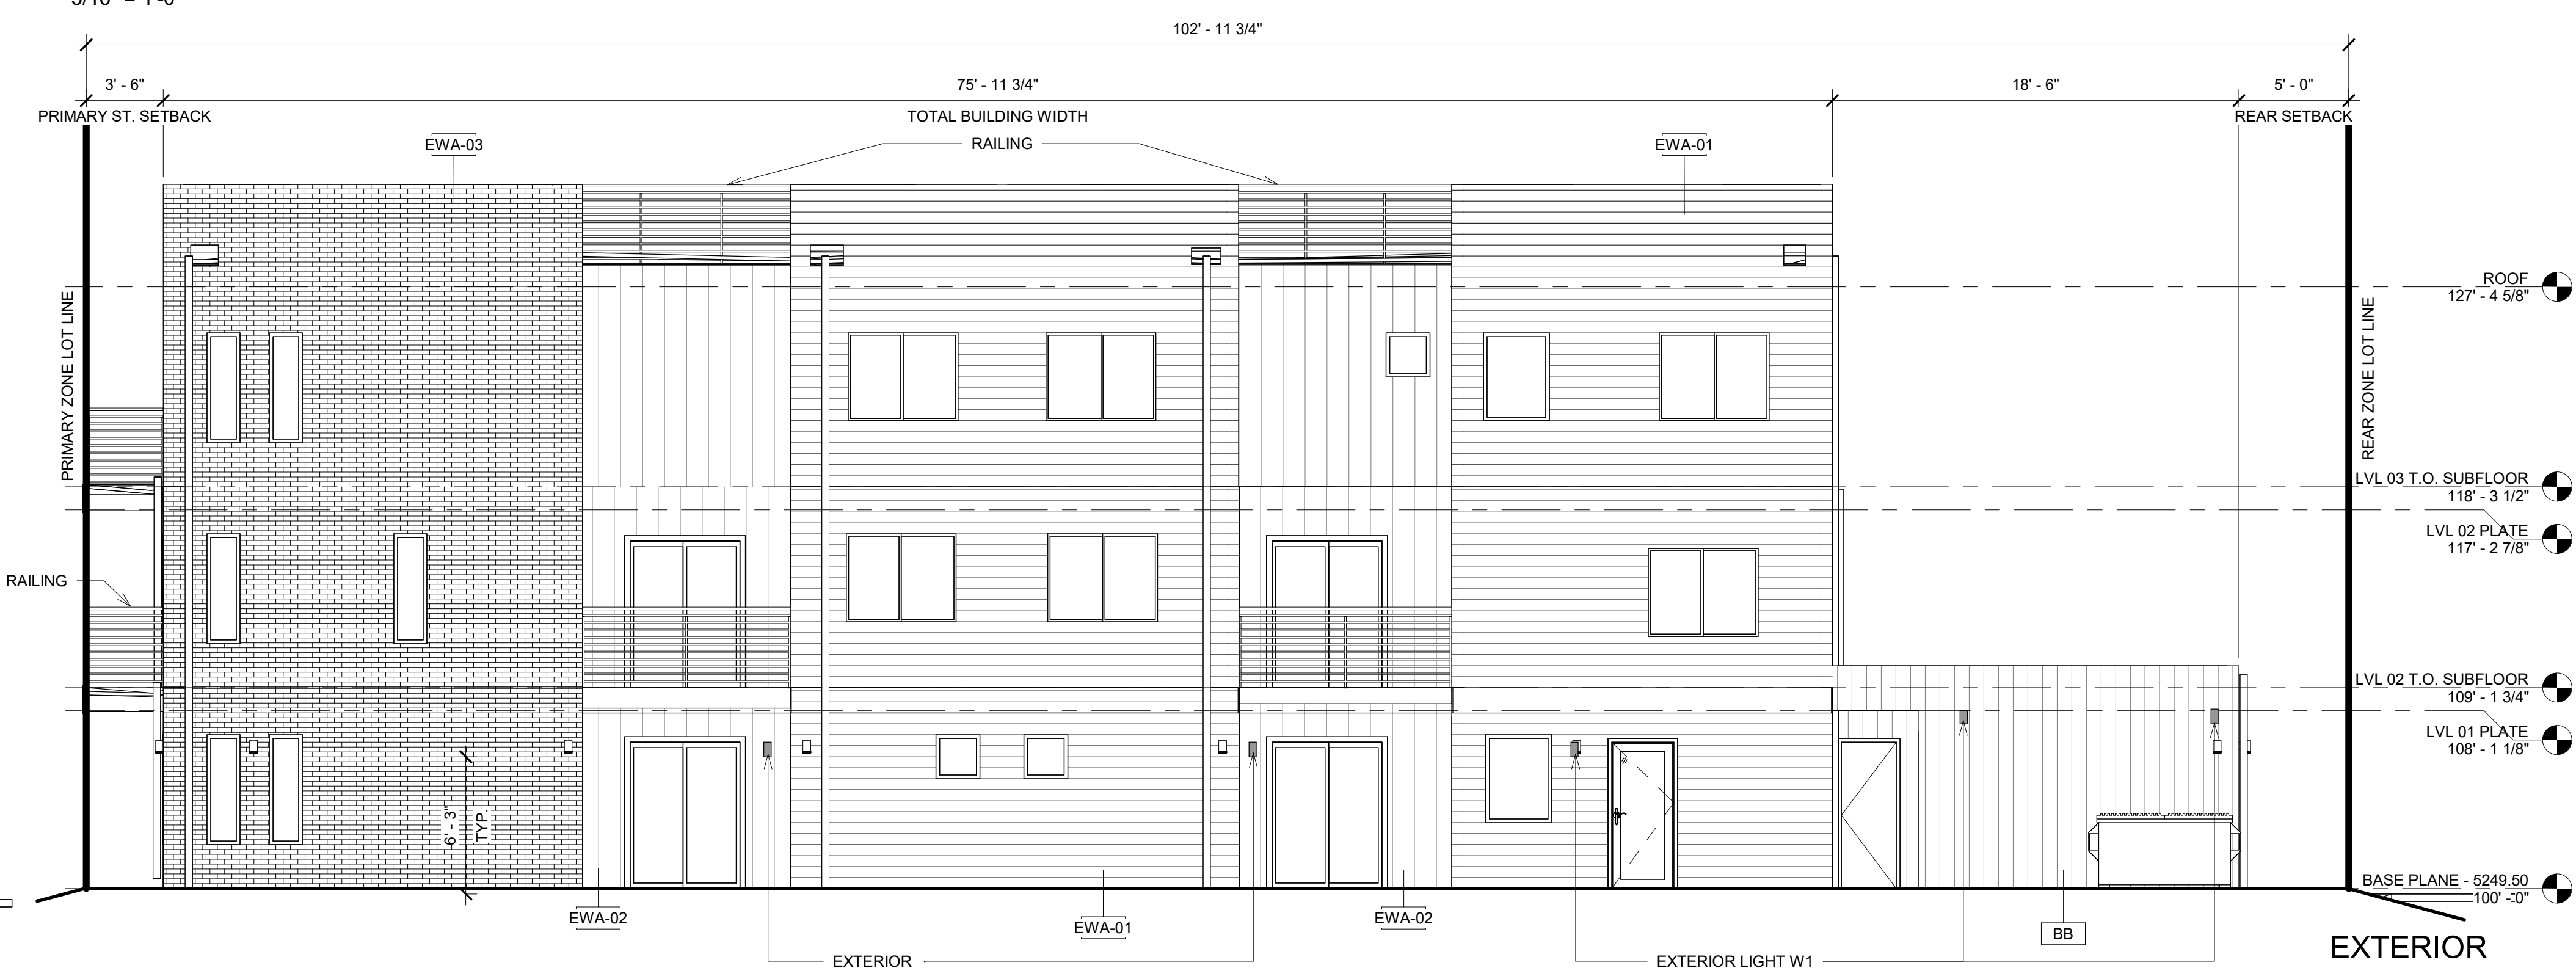 102' - 11 3/4"
3' - 6"
75' - 11 3/4"
18' - 6"
5' - 0"
PRIMARY ST. SETBACK
TOTAL BUILDING WIDTH
REAR SETBACK
EWA-03
RAILING
EWA-01
PRIMARY ZONE LOT LINE
REAR ZONE LOT LINE
ROOF
127' - 4 5/8"
LVL 03 T.O. SUBFLOOR
118' - 3 1/2"
LVL 02 PLATE
117' - 2 7/8"
RAILING
LVL 02 T.O. SUBFLOOR
109' - 1 3/4"
LVL 01 PLATE
108' - 1 1/8"
6' - 3"
TYP.
BASE PLANE - 5249.50
100' - 0"
EWA-02
EWA-01
EWA-02
BB
EXTERIOR
EXTERIOR LIGHT W1
EXTERIOR